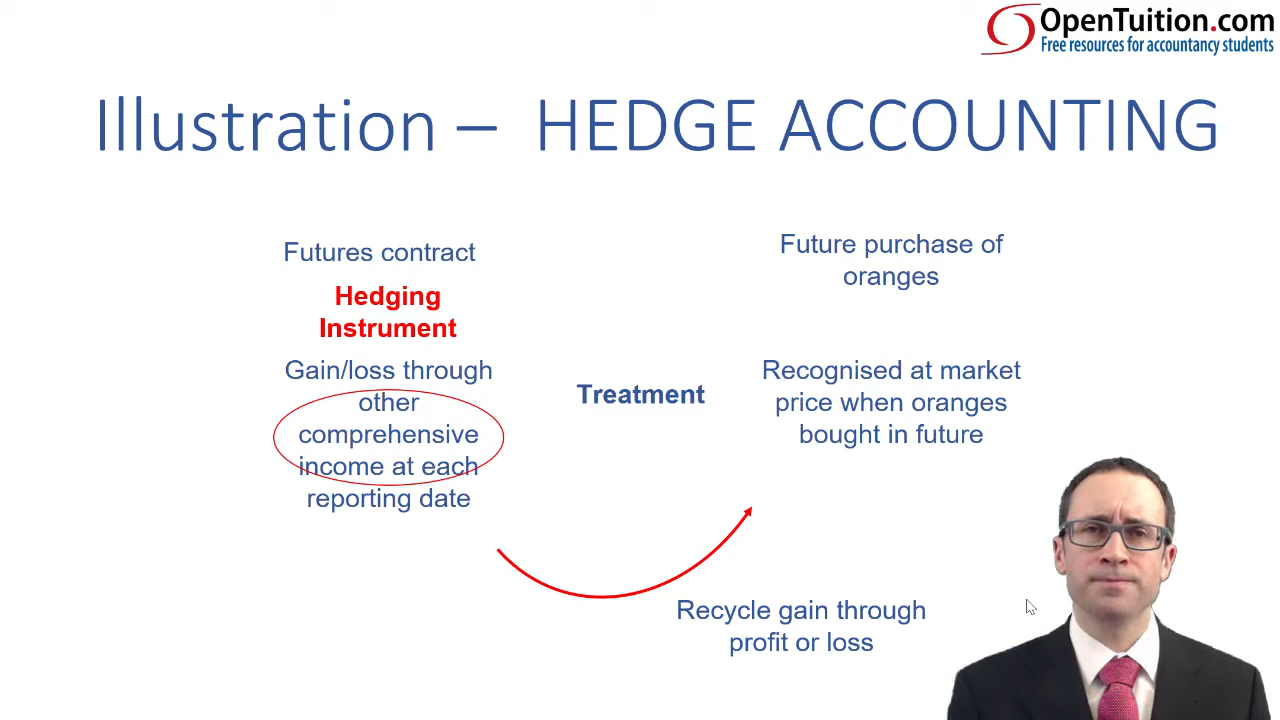 OpenTuition.com
Free resources for accountancy students
Illustration – HEDGE ACCOUNTING
Futures contract
Hedging
Instrument
Gain/loss through
other
comprehensive
income at each
reporting date
Treatment
Future purchase of
oranges
Recognised at market
price when oranges
bought in future
Recycle gain through
profit or loss